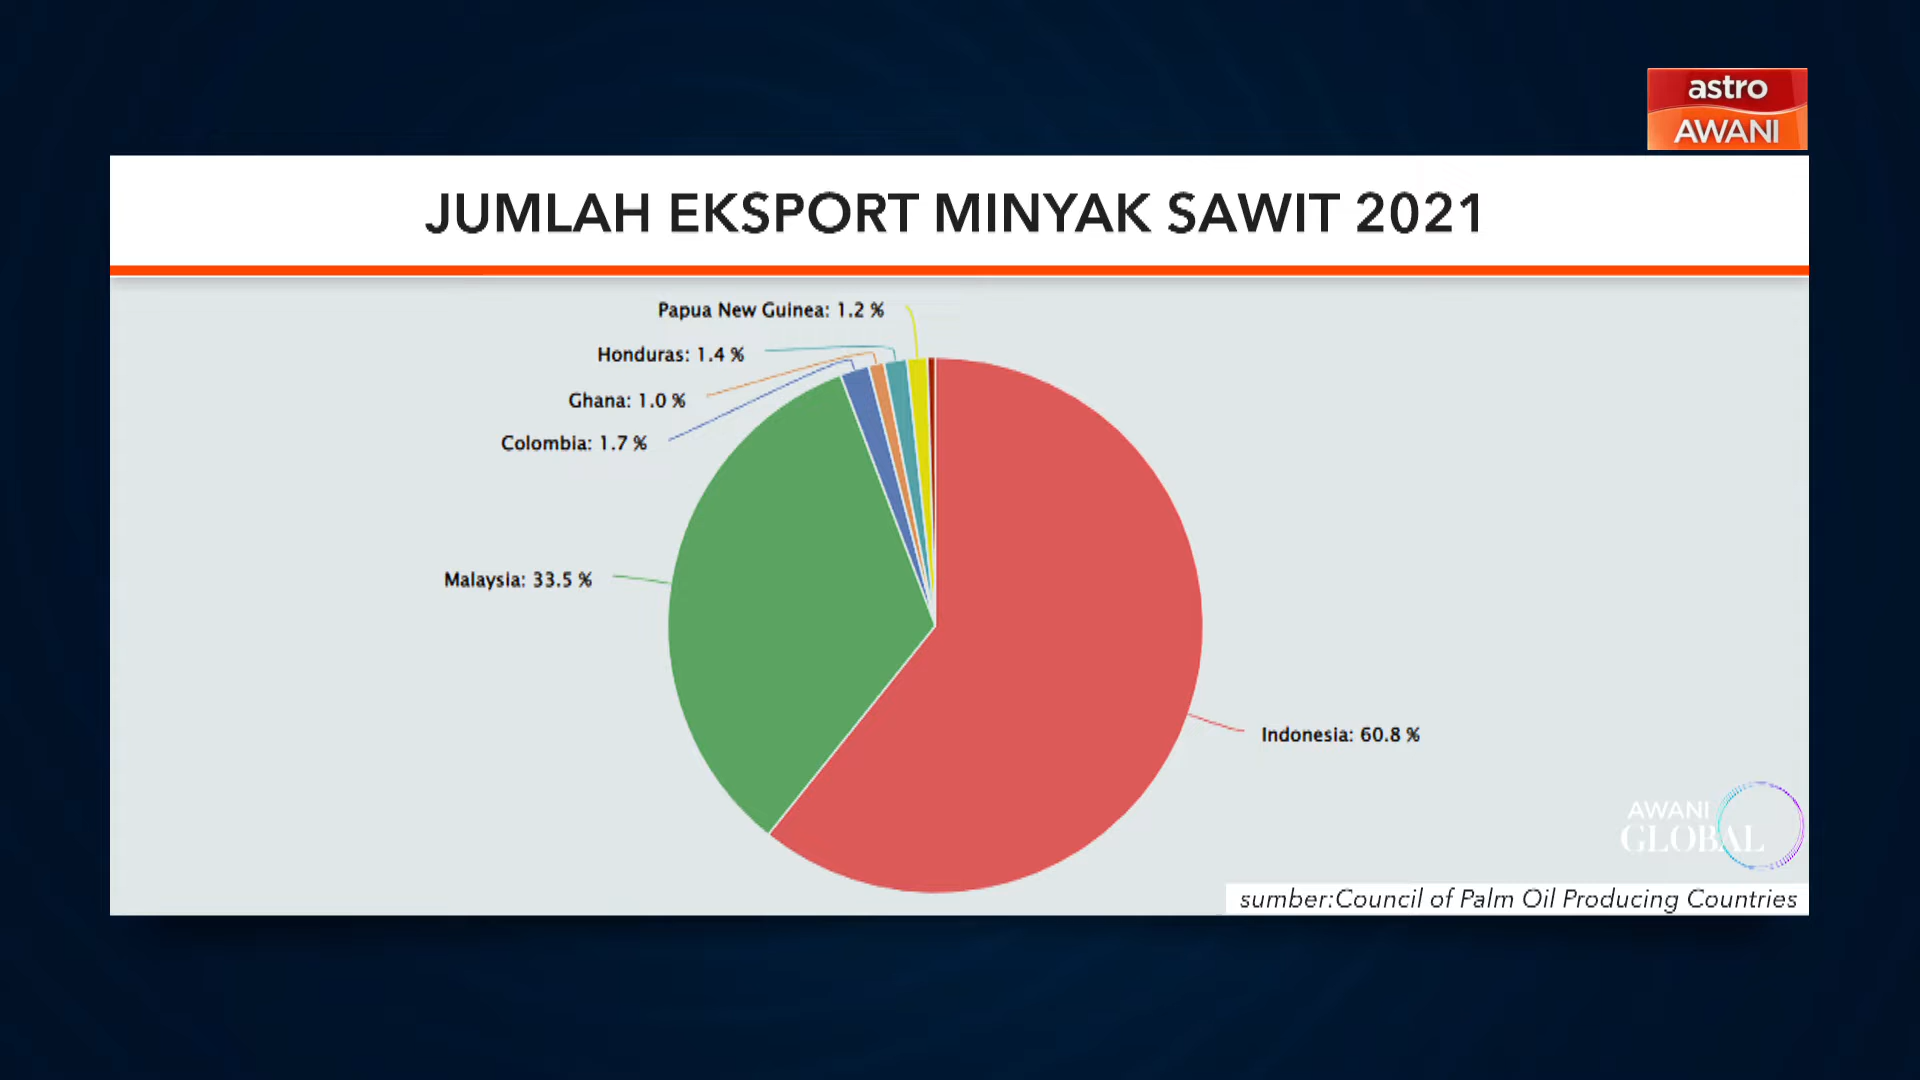 astro
AWANI
JUMLAH EKSPORT MINYAK SAWIT 2021
Papua New Guinea: 1.2 %
Honduras: 1.4 %
Ghana: 1.0 %
Colombia: 1.7 %
Malaysia: 33.5 %
Indonesia: 60.8 %
AWANI
GLOBAL
sumber:Council of Palm Oil Producing Countries